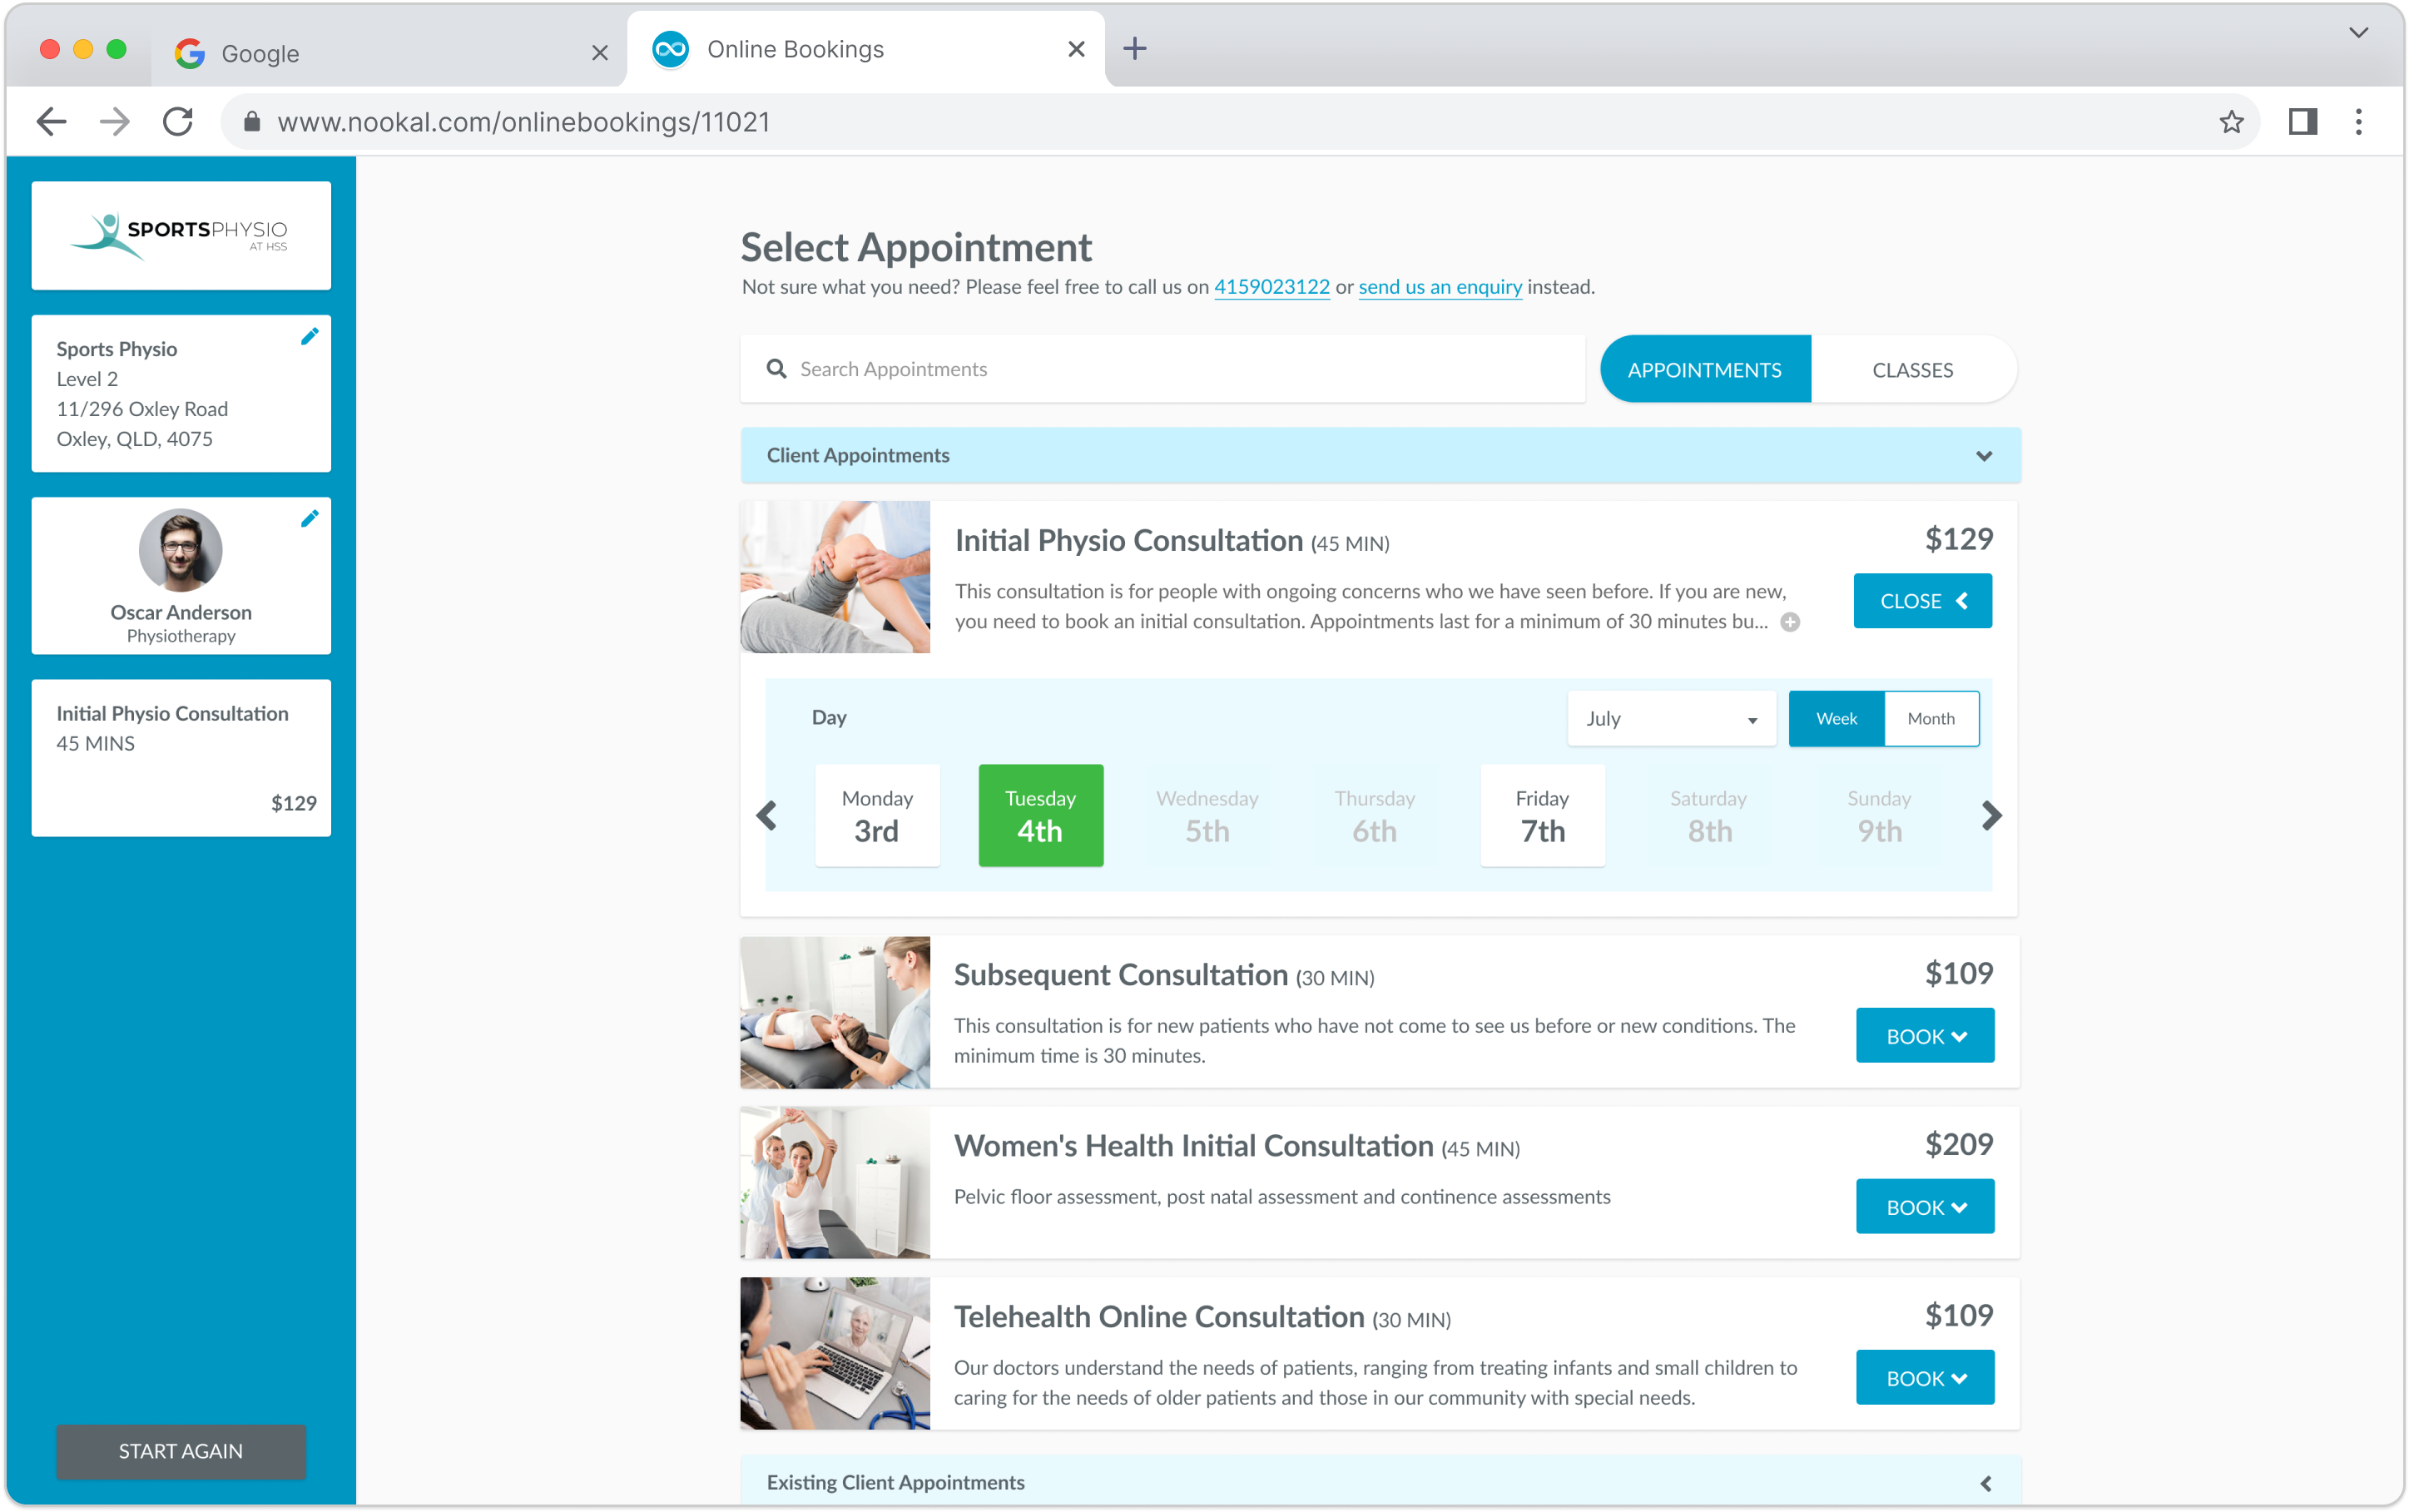 Google
Online Bookings
www.nookal.com/onlinebookings/11021
SPORTSPHYSIO
AT HSS
Sports Physio
Level 2
11/296 Oxley Road
Oxley, QLD, 4075
Oscar Anderson
Physiotherapy
Initial Physio Consultation
45 MINS
$129
START AGAIN
Select Appointment
Not sure what you need? Please feel free to call us on 4159023122 or send us an enquiry instead.
Search Appointments
APPOINTMENTS
CLASSES
Client Appointments
Initial Physio Consultation (45 MIN)
$129
This consultation is for people with ongoing concerns who we have seen before. If you are new,
you need to book an initial consultation. Appointments last for a minimum of 30 minutes bu...
CLOSE
Day
July
Week
Month
Monday
3rd
Tuesday
4th
Wednesday
5th
Thursday
6th
Friday
7th
Saturday
8th
Sunday
9th
Subsequent Consultation (30 MIN)
$109
This consultation is for new patients who have not come to see us before or new conditions. The
minimum time is 30 minutes.
BOOK
Women's Health Initial Consultation (45 MIN)
$209
Pelvic floor assessment, post natal assessment and continence assessments
BOOK
Telehealth Online Consultation (30 MIN)
$109
Our doctors understand the needs of patients, ranging from treating infants and small children to
caring for the needs of older patients and those in our community with special needs.
BOOK
Existing Client Appointments